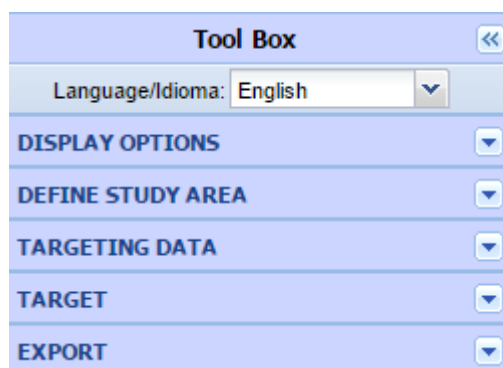 Tool Box
Language/Idioma: English
DISPLAY OPTIONS
DEFINE STUDY AREA
TARGETING DATA
TARGET
EXPORT